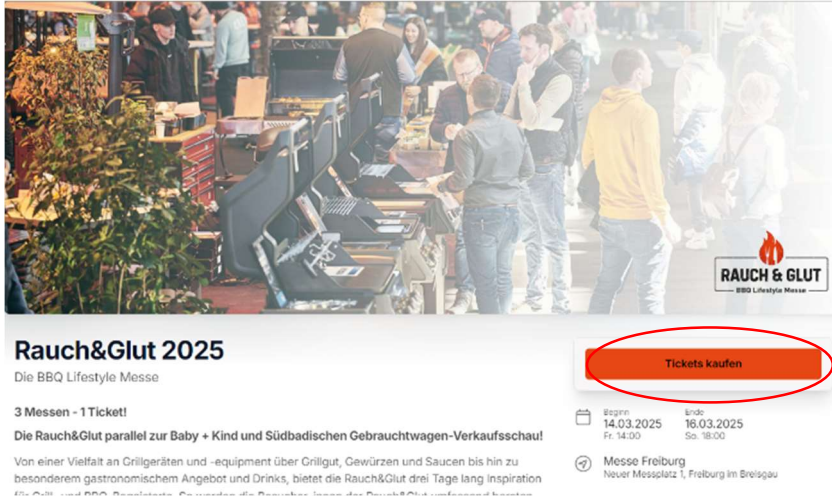 RAUCH & GLUT
BBQ Lifestyle Messe
Rauch&Glut 2025
Die BBQ Lifestyle Messe
Tickets kaufen
3 Messen - 1 Ticket!
Die Rauch&Glut parallel zur Baby + Kind und Südbadischen Gebrauchtwagen-Verkaufsschau!
Von einer Vielfalt an Grillgeräten und -equipment über Grillgut, Gewürzen und Saucen bis hin zu
besonderem gastronomischem Angebot und Drinks, bietet die Rauch&Glut drei Tage lang Inspiration
Beginn
14.03.2025
Fr. 14:00
Ende
16.03.2025
So. 18:00
Messe Freiburg
Neuer Messplatz 1, Freiburg im Breisgau